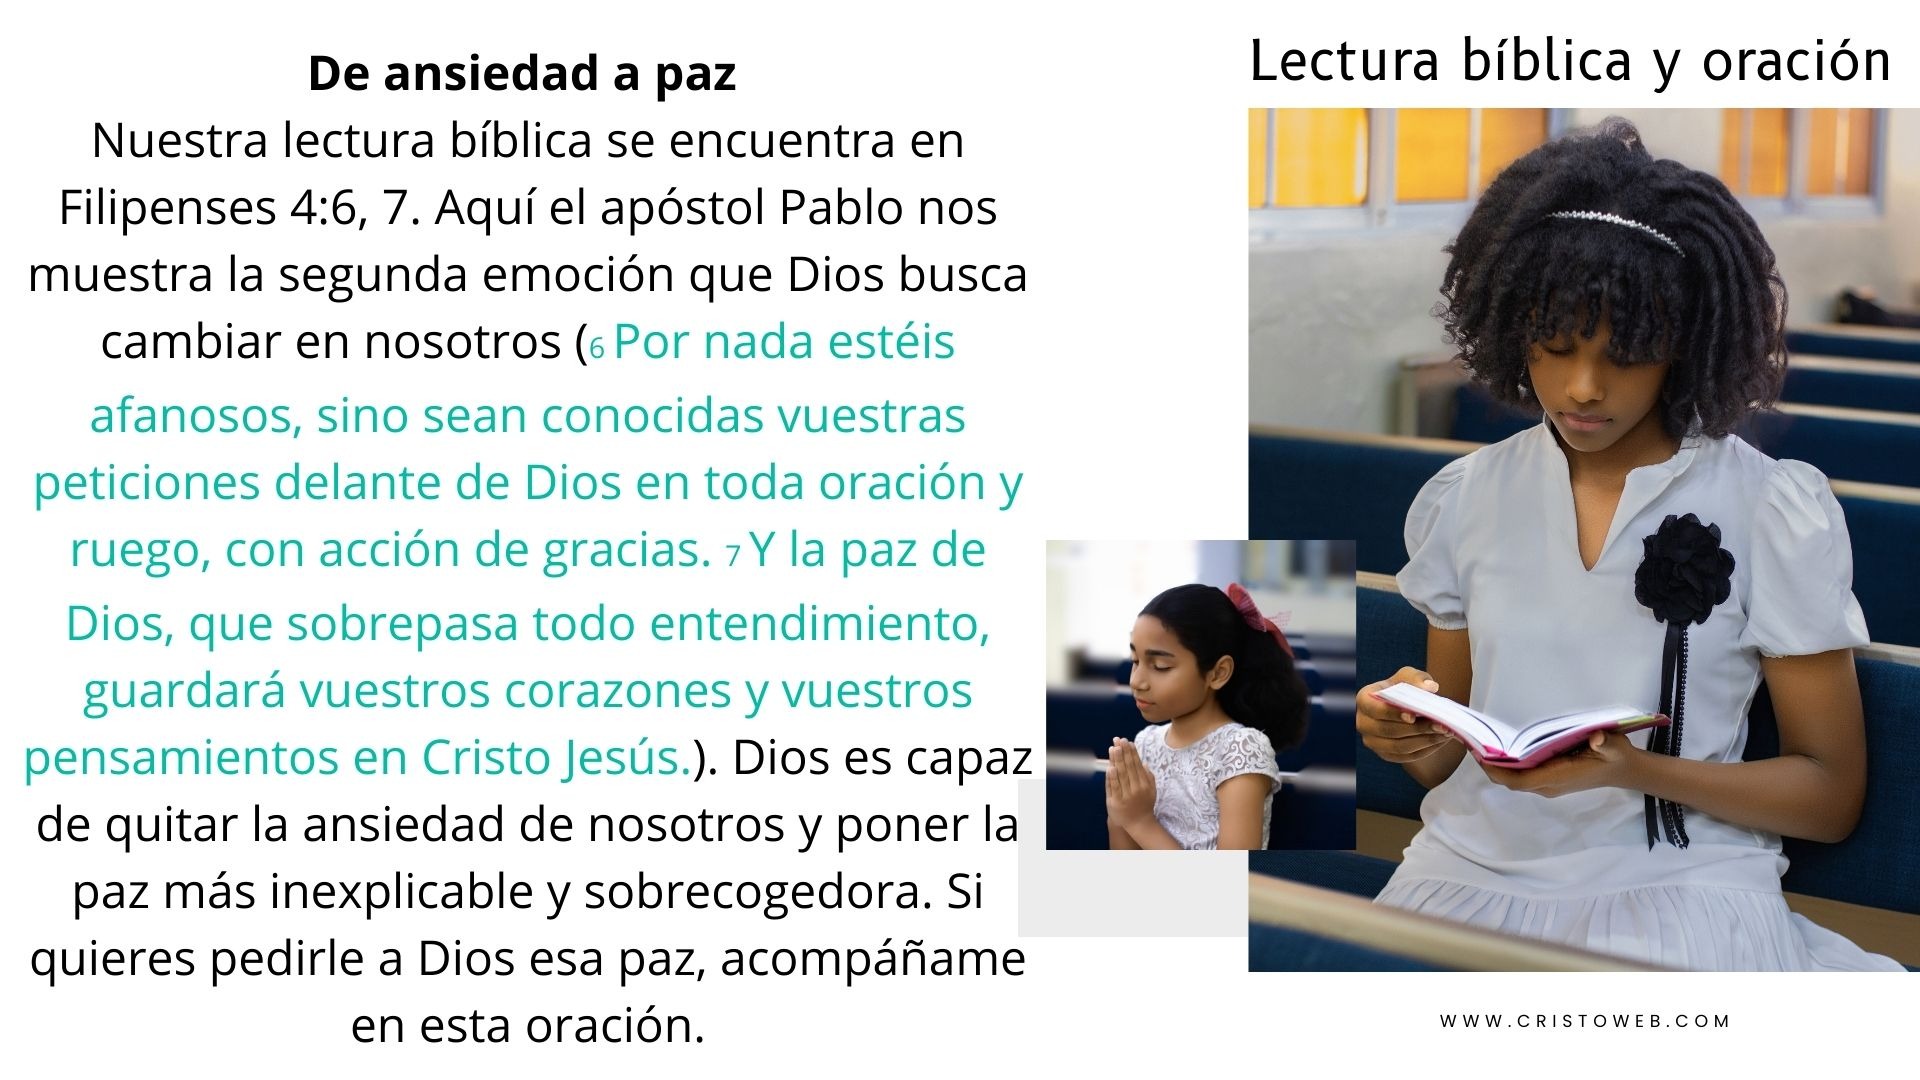 De ansiedad a paz
Nuestra lectura bíblica se encuentra en
Filipenses 4:6, 7. Aquí el apóstol Pablo nos
muestra la segunda emoción que Dios busca
cambiar en nosotros (6 Por nada estéis
afanosos, sino sean conocidas vuestras
peticiones delante de Dios en toda oración y
ruego, con acción de gracias. 7 Y la paz de
Dios, que sobrepasa todo entendimiento,
guardará vuestros corazones y vuestros
pensamientos en Cristo Jesús.). Dios es capaz
de quitar la ansiedad de nosotros y poner la
paz más inexplicable y sobrecogedora. Si
quieres pedirle a Dios esa paz, acompáñame
en esta oración.
Lectura bíblica y oración
WWW.CRISTOWEB.COM